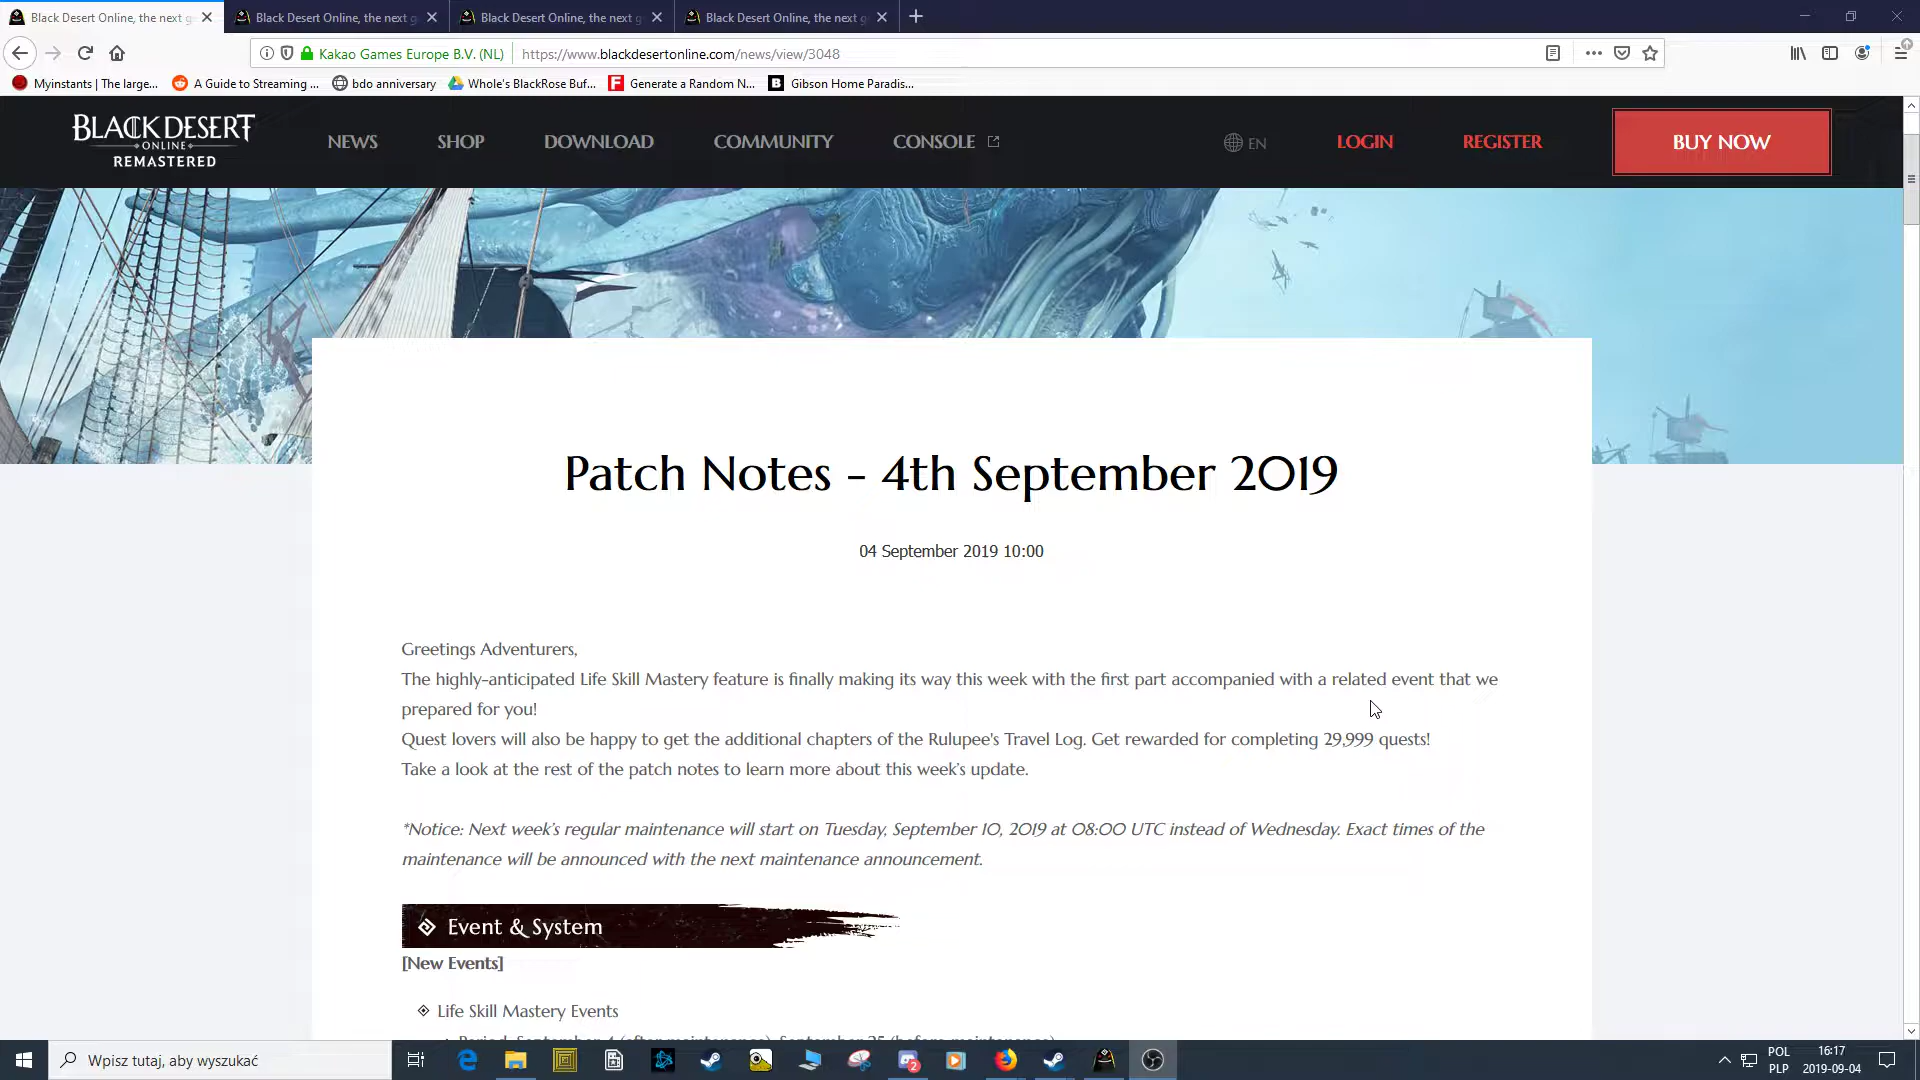 Black Desert Online, the next g
Black Desert Online, the next g
Black Desert Online, the next g
Black Desert Online, the next g
Kakao Games Europe B.V. (NL)
https://www.blackdesertonline.com/news/view/3048
Myinstants | The large...
A Guide to Streaming ...
bdo anniversary
Whole's BlackRose Buf...
Generate a Random N...
Gibson Home Paradis...
BLACK DESERT
ONLINE
REMASTERED
NEWS
SHOP
DOWNLOAD
COMMUNITY
CONSOLE
EN
LOGIN
REGISTER
BUY NOW
Patch Notes - 4th September 2019
04 September 2019 10:00
Greetings Adventurers,
The highly-anticipated Life Skill Mastery feature is finally making its way this week with the first part accompanied with a related event that we
prepared for you!
Quest lovers will also be happy to get the additional chapters of the Rulupee's Travel Log. Get rewarded for completing 29,999 quests!
Take a look at the rest of the patch notes to learn more about this week's update.
*Notice: Next week's regular maintenance will start on Tuesday, September 10, 2019 at 08:00 UTC instead of Wednesday. Exact times of the
maintenance will be announced with the next maintenance announcement.
Event & System
[New Events]
Life Skill Mastery Events
Period: September 4 (after maintenance) - September 25 (before maintenance)
Wpisz tutaj, aby wyszukać
2
POL
PLP
16:17
2019-09-04